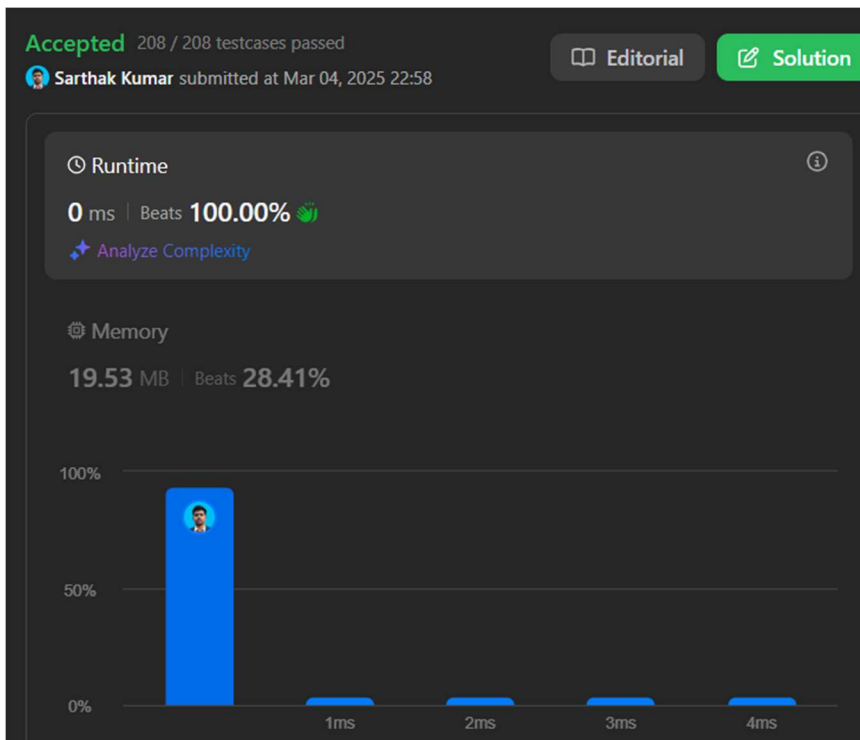 Accepted 208 / 208 testcases passed
Editorial
Solution
Sarthak Kumar submitted at Mar 04, 2025 22:58
Runtime
0 ms | Beats 100.00%
Analyze Complexity
Memory
19.53 MB | Beats 28.41%
100%
50%
0%
1ms 2ms 3ms 4ms